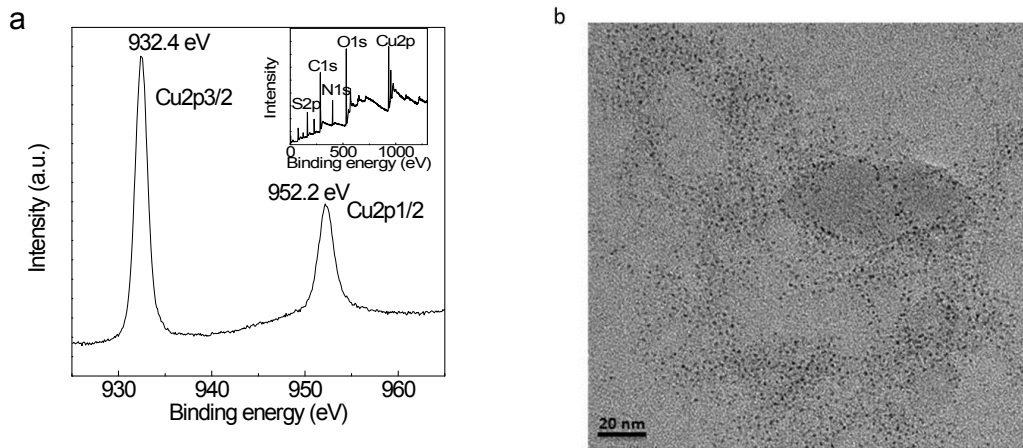 a
932.4 eV
Cu2p3/2
Intensity (a.u.)
930
940
950
960
Binding energy (eV)
952.2 eV
Cu2p1/2
Intensity
S2p
C1s
N1s
O1s
Cu2p
0
500
1000
Binding energy (eV)
b
20 nm